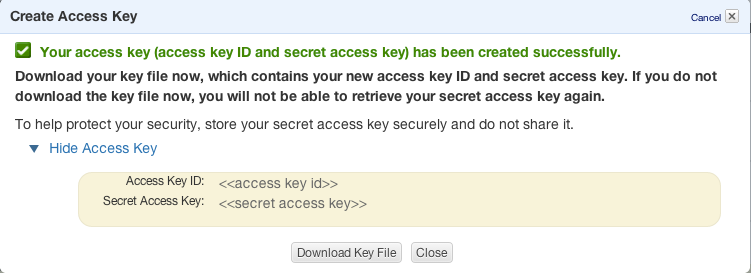 Create Access Key
Cancel
Your access key (access key ID and secret access key) has been created successfully.
Download your key file now, which contains your new access key ID and secret access key. If you do not
download the key file now, you will not be able to retrieve your secret access key again.
To help protect your security, store your secret access key securely and do not share it.
Hide Access Key
Access Key ID: <<access key id>>
Secret Access Key: <<secret access key>>
Download Key File Close